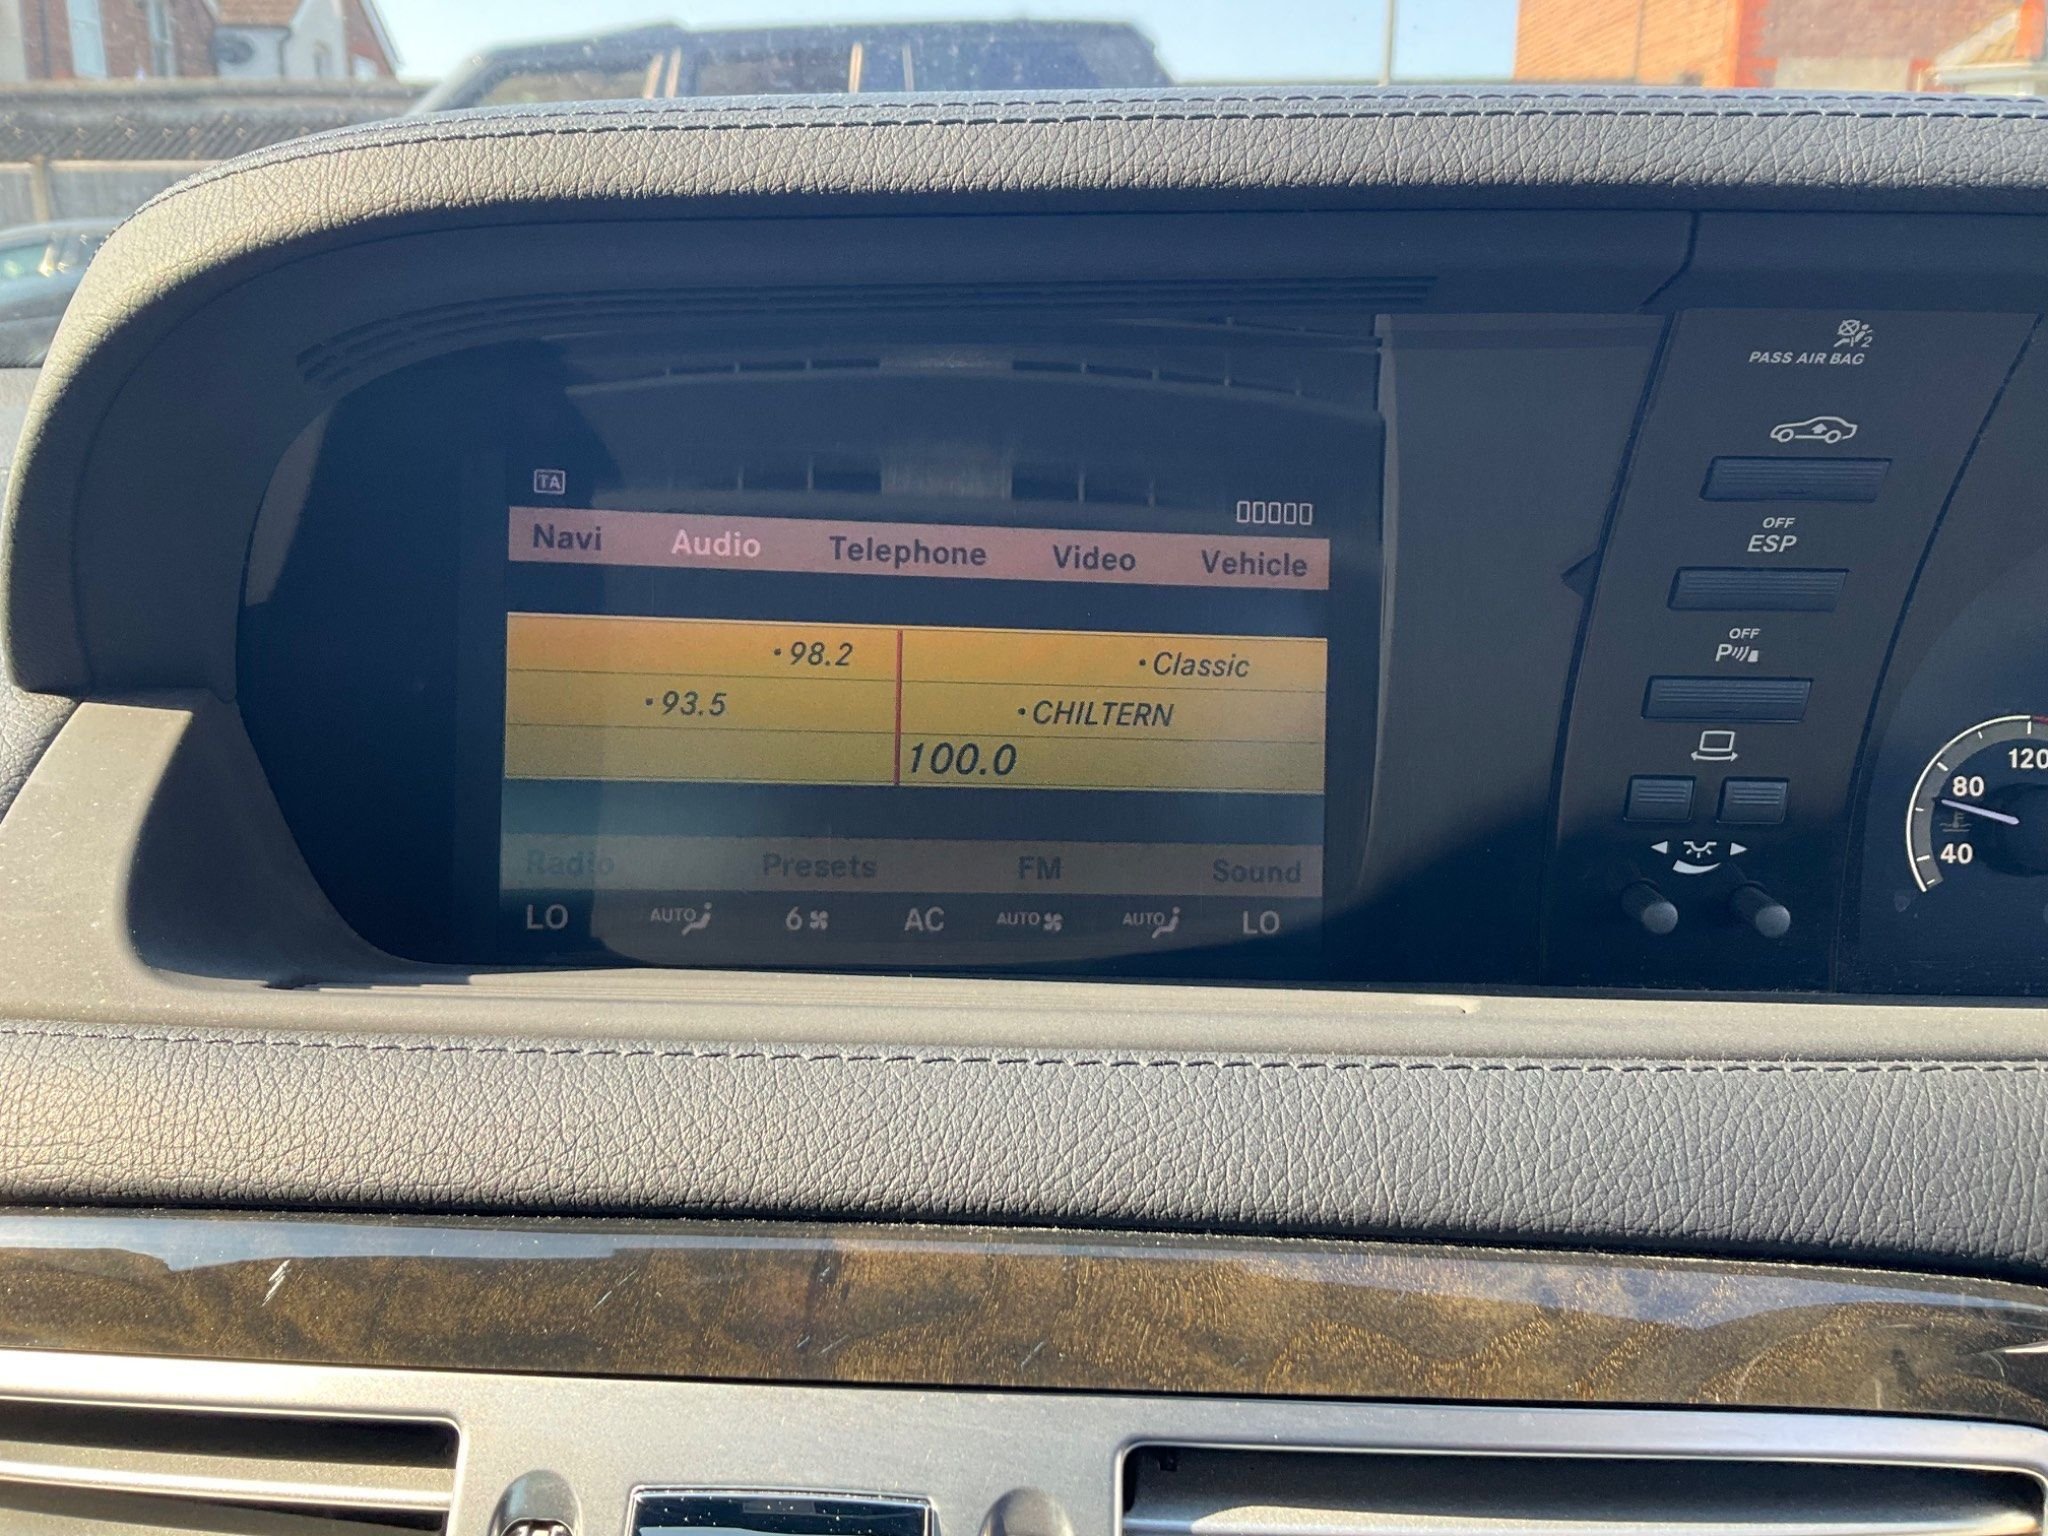 TA
Navi Audio Telephone Video Vehicle
•98.2 •Classic
•93.5 •CHILTERN
100.0
Radio Presets FM Sound
LO AUTO 6 AC AUTO AUTO LO
2
PASS AIR BAG
OFF
ESP
OFF
P
120
80
40